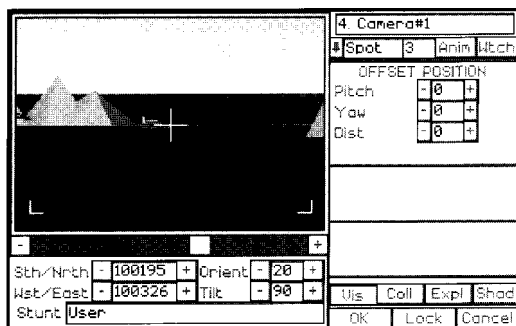 4. Camera#1
Spot 3 Anim Wtch
OFFSET POSITION
Pitch - 0 +
Yaw - 0 +
Dist - 0 +
- +
Sth/Nrth - 100195 + Orient - 20 +
Wst/East - 100326 + Tilt - 90 +
Stunt User
Vis Coll Expl Shad
OK Lock Cancel